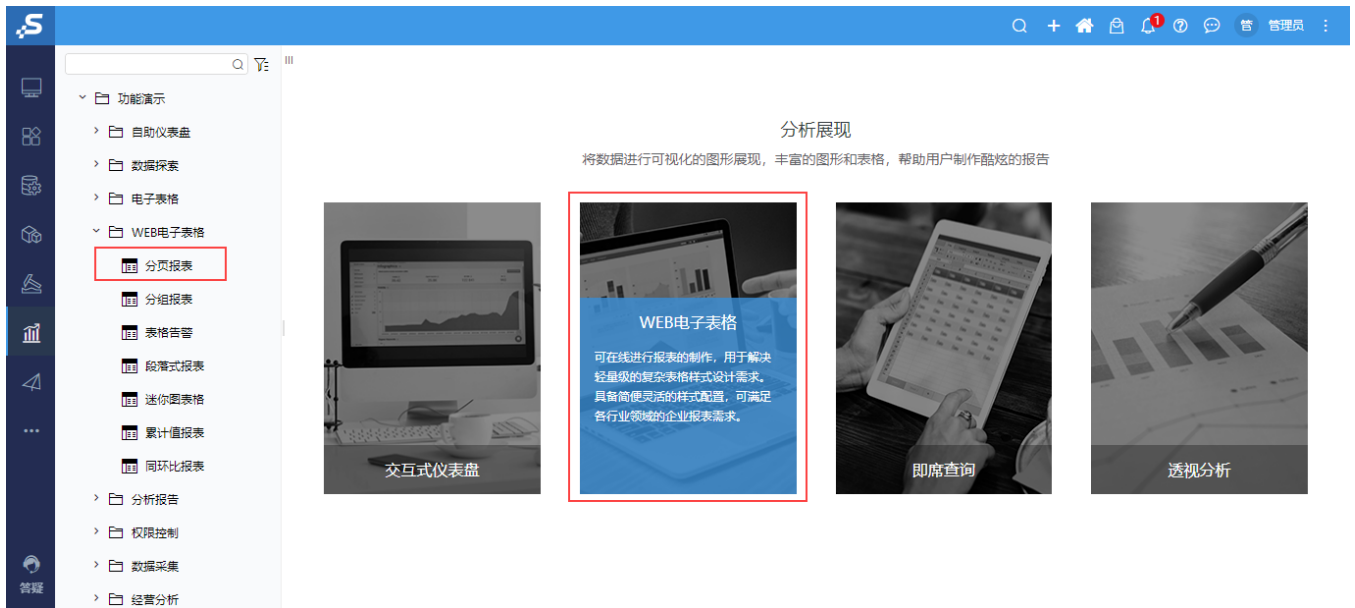 S
1
管
管理员
功能演示
自助仪表盘
数据探索
电子表格
WEB电子表格
分页报表
分组报表
表格告警
段落式报表
迷你图表格
累计值报表
同环比报表
分析报告
权限控制
数据采集
经营分析
答疑
分析展现
将数据进行可视化的图形展现，丰富的图形和表格，帮助用户制作酷炫的报告
交互式仪表盘
WEB电子表格
可在线进行报表的制作，用于解决
轻量级的复杂表格样式设计需求。
具备简便灵活的样式配置，可满足
各行业领域的企业报表需求。
即席查询
透视分析